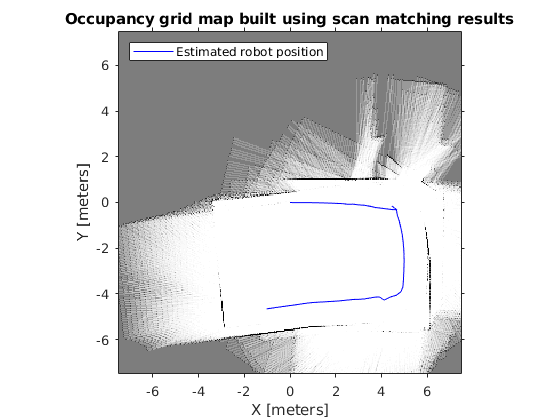 Occupancy grid map built using scan matching results
Estimated robot position
6
4
2
0
-2
-4
-6
Y [meters]
-6 -4 -2 0 2 4 6
X [meters]